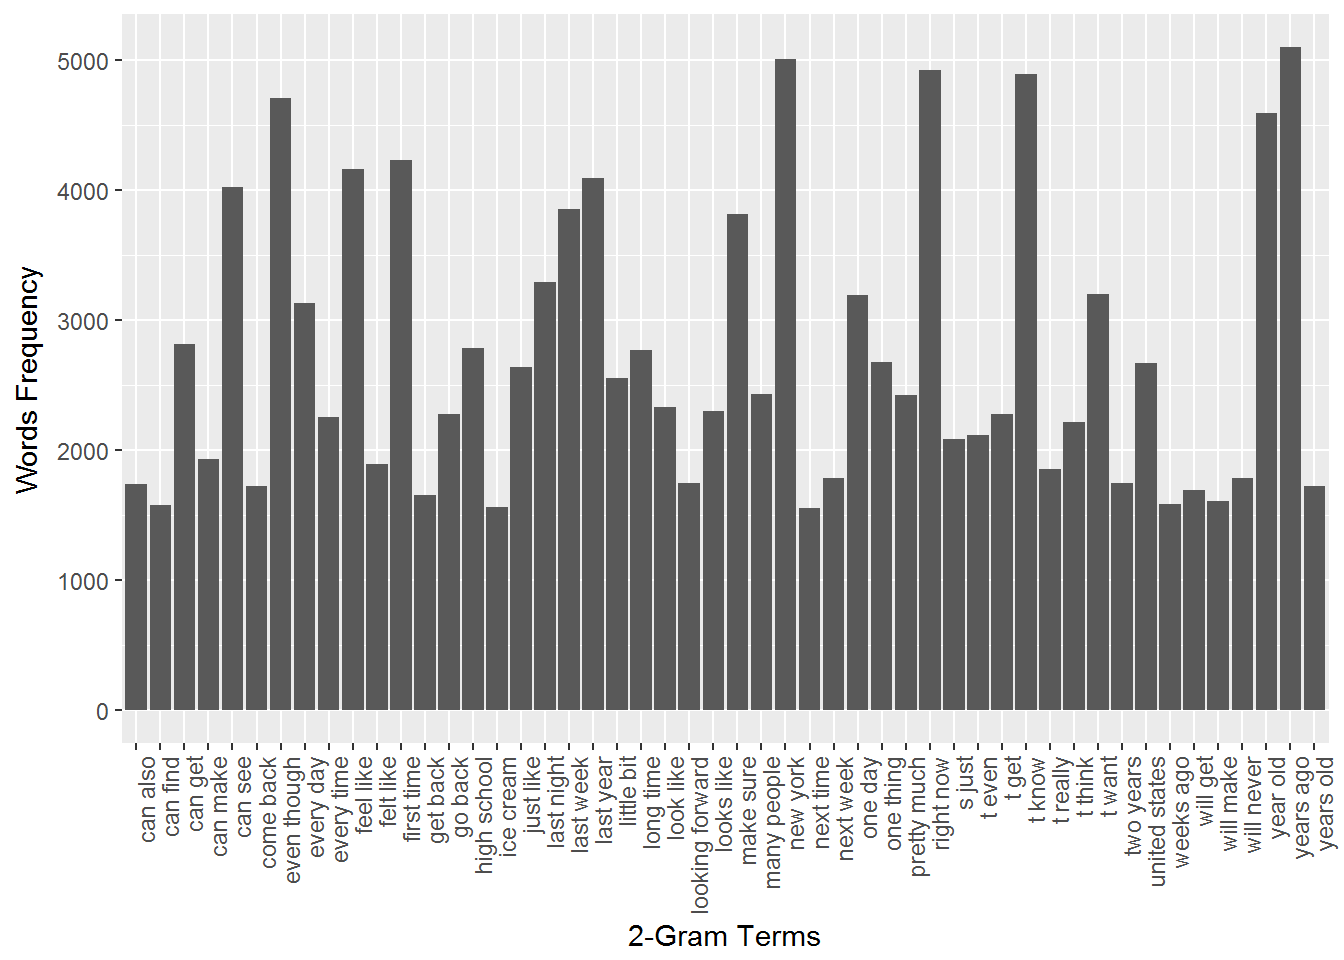 5000
4000
3000
2000
1000
0
Words Frequency
can also
can find
can get
can make
can see
come back
even though
every day
every time
feel like
felt like
first time
get back
go back
high school
ice cream
just like
last night
last week
last year
little bit
long time
look like
looking forward
looks like
make sure
many people
new york
next time
next week
one day
one thing
pretty much
right now
s just
t even
t get
t know
t really
t think
t want
two years
united states
weeks ago
will get
will make
will never
year old
years ago
years old
2-Gram Terms